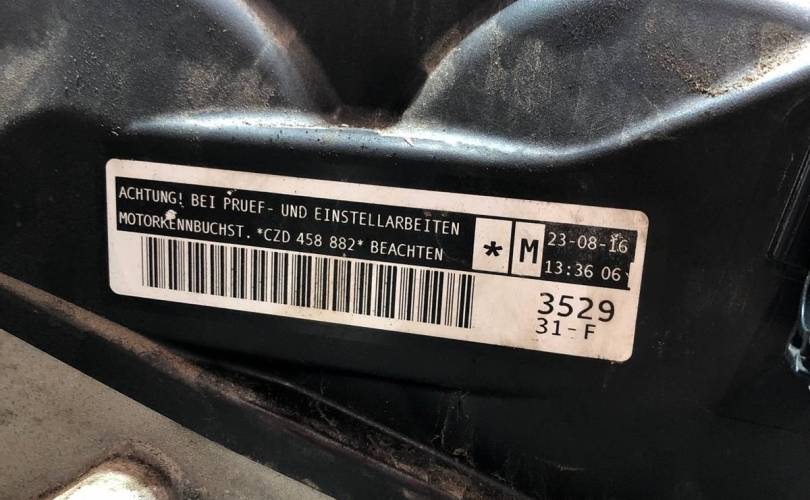 ACHTUNG! BEI PRUEF- UND EINSTELLARBEITEN
MOTORKENNBUCHST. *CZD 458 882* BEACHTEN
* M
23-08-16
13:36 06
3529
31-F